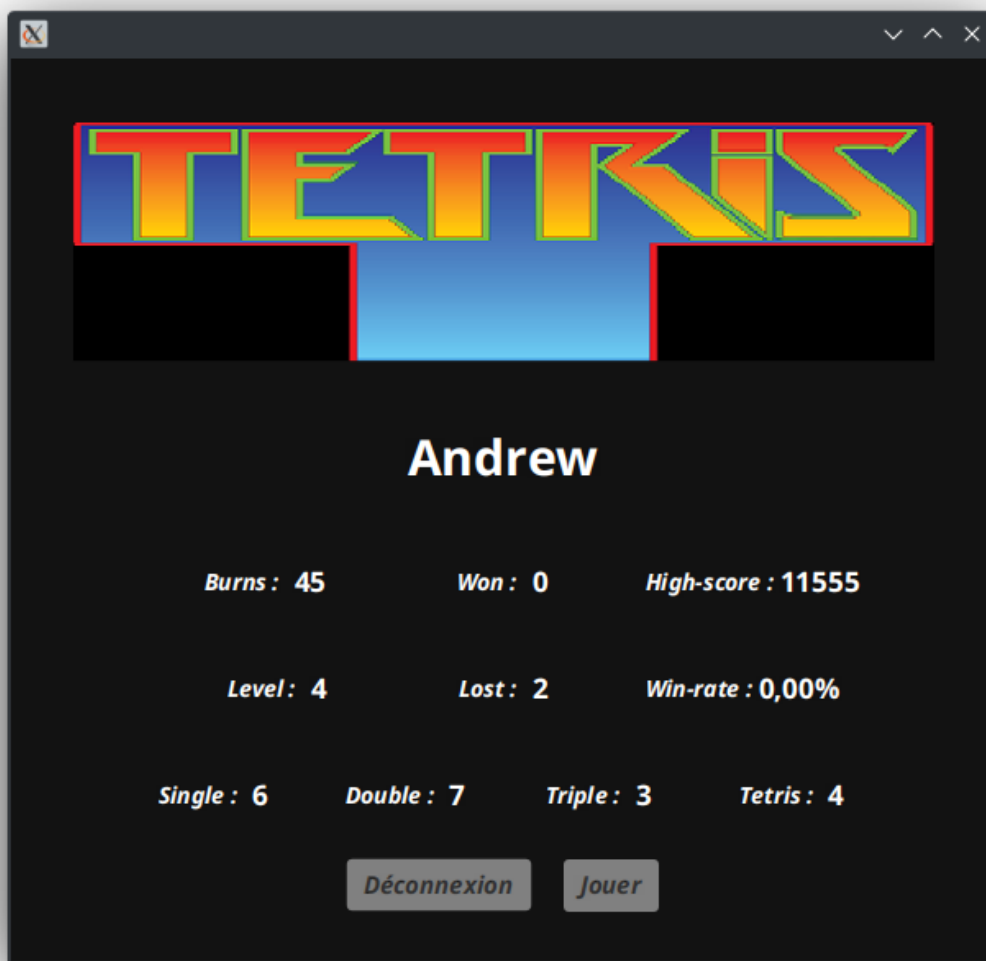 TETRiS
Andrew
Burns : 45 Won : 0 High-score : 11555
Level : 4 Lost : 2 Win-rate : 0,00%
Single : 6 Double : 7 Triple : 3 Tetris : 4
Déconnexion Jouer